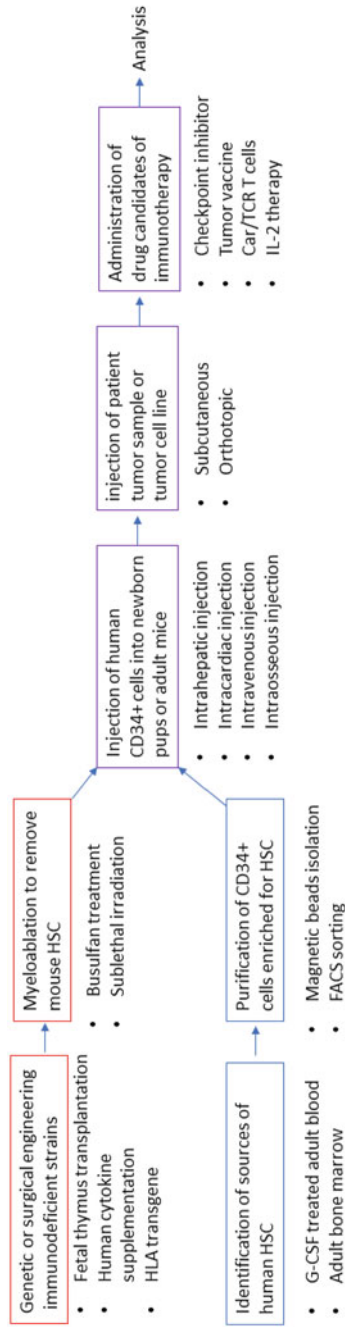 Genetic or surgical engineering
immunodeficient strains
• Fetal thymus transplantation
• Human cytokine
supplementation
• HLA transgene
Myeloablation to remove
mouse HSC
• Busulfan treatment
• Sublethal irradiation
Identification of sources of
human HSC
• G-CSF treated adult blood
• Adult bone marrow
Purification of CD34+
cells enriched for HSC
• Magnetic beads isolation
• FACS sorting
Injection of human
CD34+ cells into newborn
pups or adult mice
• Intrahepatic injection
• Intracardiac injection
• Intravenous injection
• Intraosseous injection
injection of patient
tumor sample or
tumor cell line
• Subcutaneous
• Orthotopic
Administration of
drug candidates of
immunotherapy
• Checkpoint inhibitor
• Tumor vaccine
• Car/TCR T cells
• IL-2 therapy
Analysis